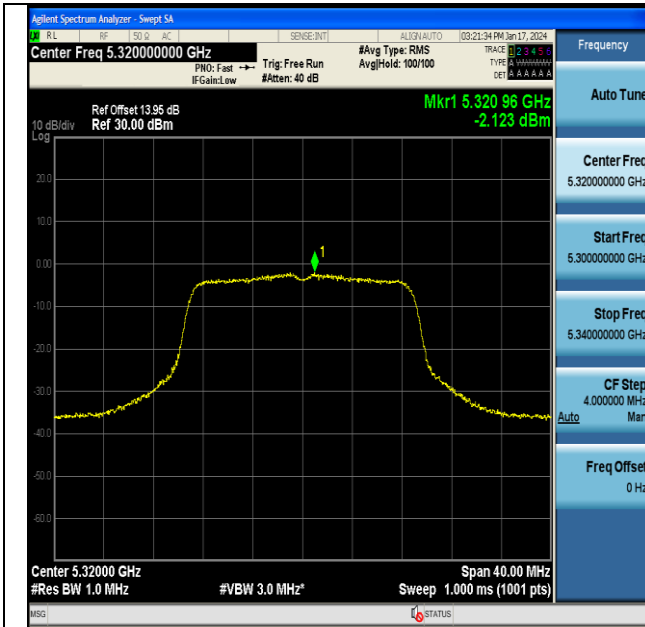 Agilent Spectrum Analyzer - Swept SA
LXI RL RF 50 Ω AC SENSE:INT ALIGN AUTO 03:21:34 PM Jan 17, 2024
Center Freq 5.320000000 GHz
PNO: Fast
IFGain:Low
Trig: Free Run
#Atten: 40 dB
#Avg Type: RMS
Avg|Hold: 100/100
TRACE 1 2 3 4 5 6
TYPE A WWWWW
DET A A A A A A
Frequency
Mkr1 5.320 96 GHz
-2.123 dBm
Ref Offset 13.95 dB
10 dB/div Ref 30.00 dBm
Log
1
20.0
10.0
0.00
-10.0
-20.0
-30.0
-40.0
-50.0
-60.0
Center 5.32000 GHz Span 40.00 MHz
#Res BW 1.0 MHz #VBW 3.0 MHz* Sweep 1.000 ms (1001 pts)
MSG STATUS
Auto Tune
Center Freq
5.320000000 GHz
Start Freq
5.300000000 GHz
Stop Freq
5.340000000 GHz
CF Step
4.000000 MHz
Auto Man
Freq Offset
0 Hz